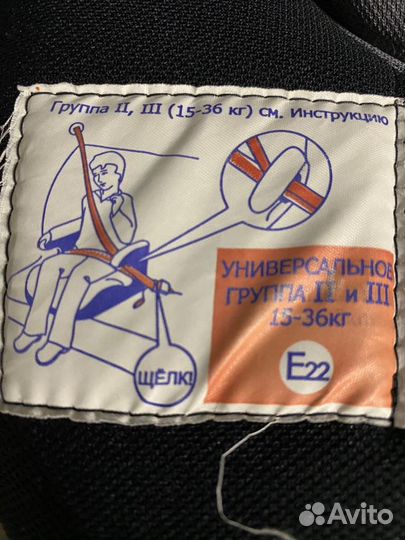 Группа II, III (15-36 кг) см. Инструкцию
УНИВЕРСАЛЬНОЕ
ГРУППА II и III
15-36кг
E22
ЩЁЛК!
Avito